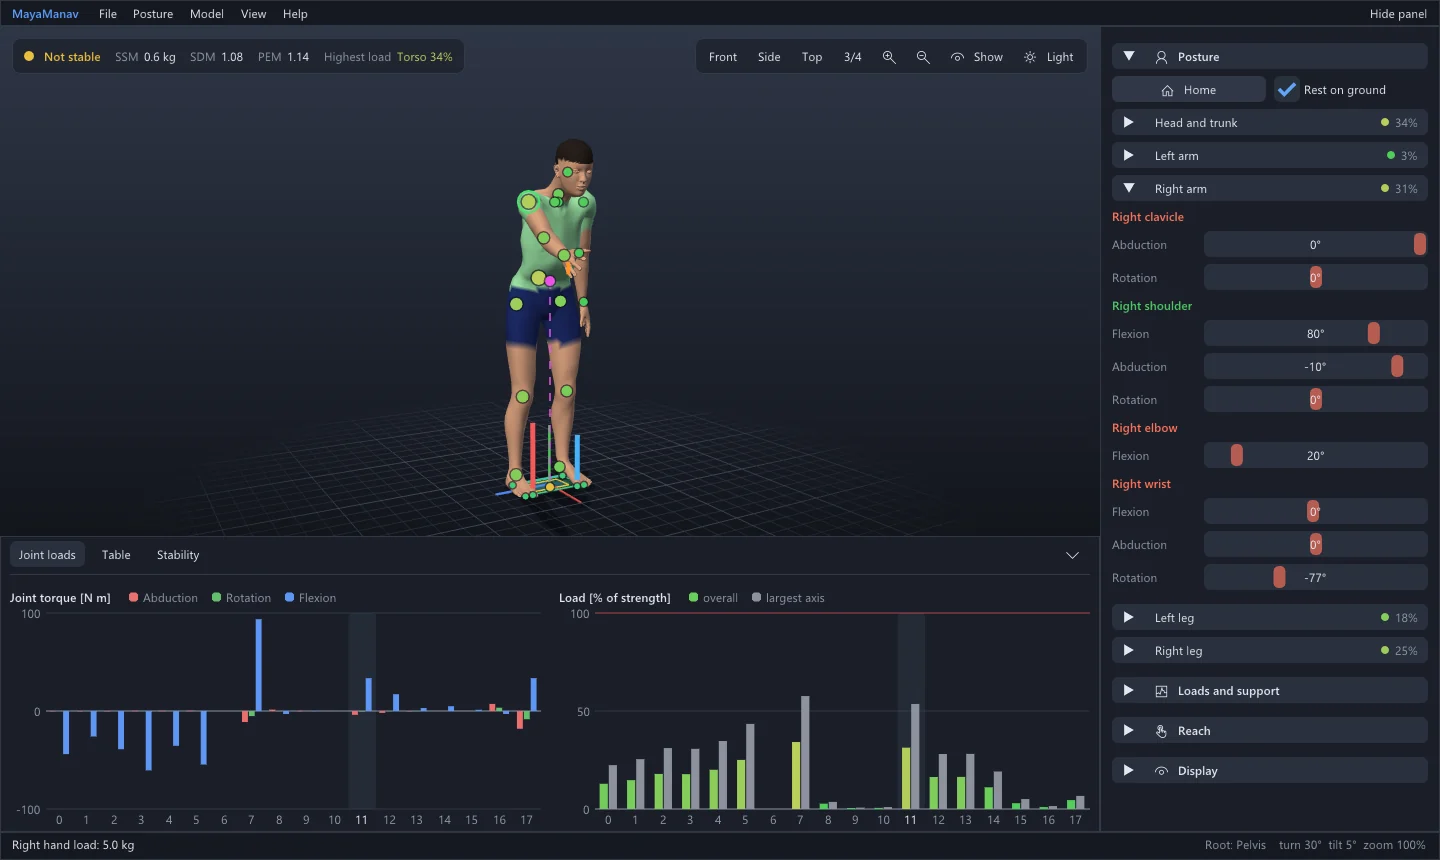 MayaManav File Posture Model View Help Hide panel
Not stable SSM 0.6 kg SDM 1.08 PEM 1.14 Highest load Torso 34%
Front Side Top 3/4 Show Light
Posture
Home Rest on ground
Head and trunk 34%
Left arm 3%
Right arm 31%
Right clavicle
Abduction 0°
Rotation 0°
Right shoulder
Flexion 80°
Abduction -10°
Rotation 0°
Right elbow
Flexion 20°
Right wrist
Flexion 0°
Abduction 0°
Rotation -77°
Left leg 18%
Right leg 25%
Loads and support
Reach
Display
Joint loads Table Stability
Joint torque [N m] Abduction Rotation Flexion
100
0
-100
0 1 2 3 4 5 6 7 8 9 10 11 12 13 14 15 16 17
Load [% of strength] overall largest axis
100
50
0
0 1 2 3 4 5 6 7 8 9 10 11 12 13 14 15 16 17
Right hand load: 5.0 kg
Root: Pelvis turn 30° tilt 5° zoom 100%